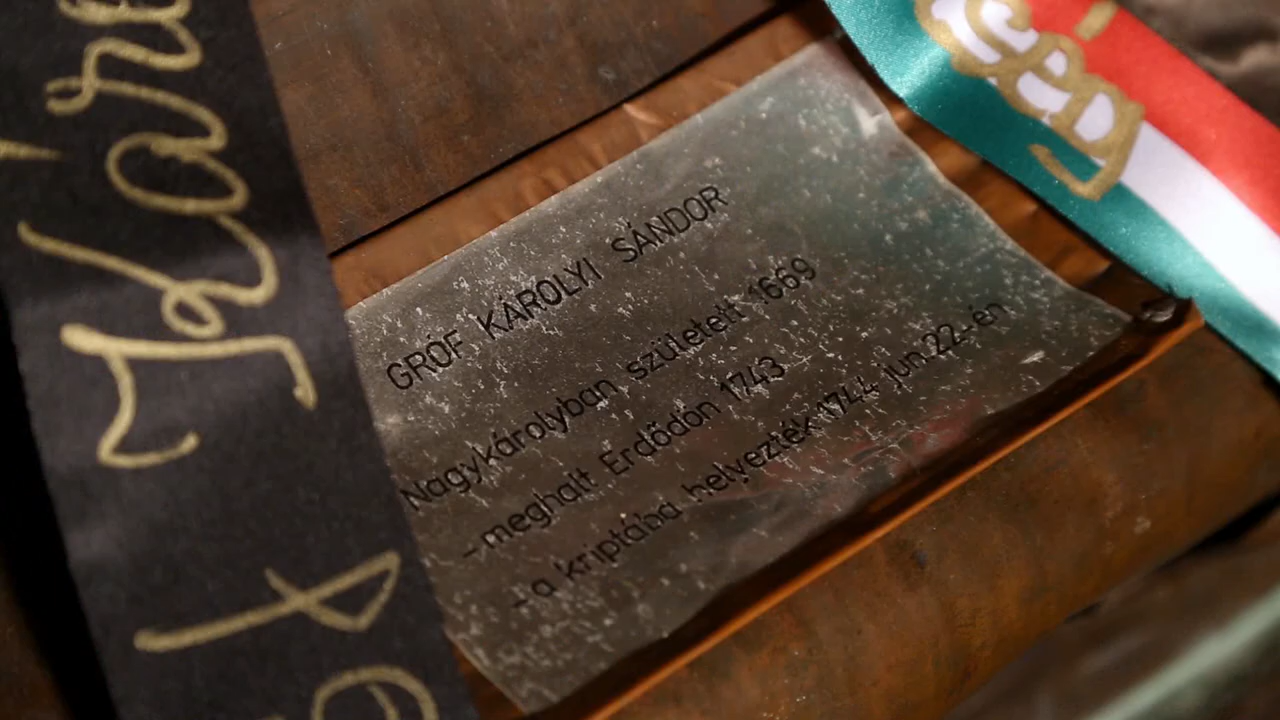 GRÓF KÁROLYI SÁNDOR
Nagykárolyban született 1669
-meghalt Erdődön 1743
-a kriptába helyezték 1744 jun.22-én